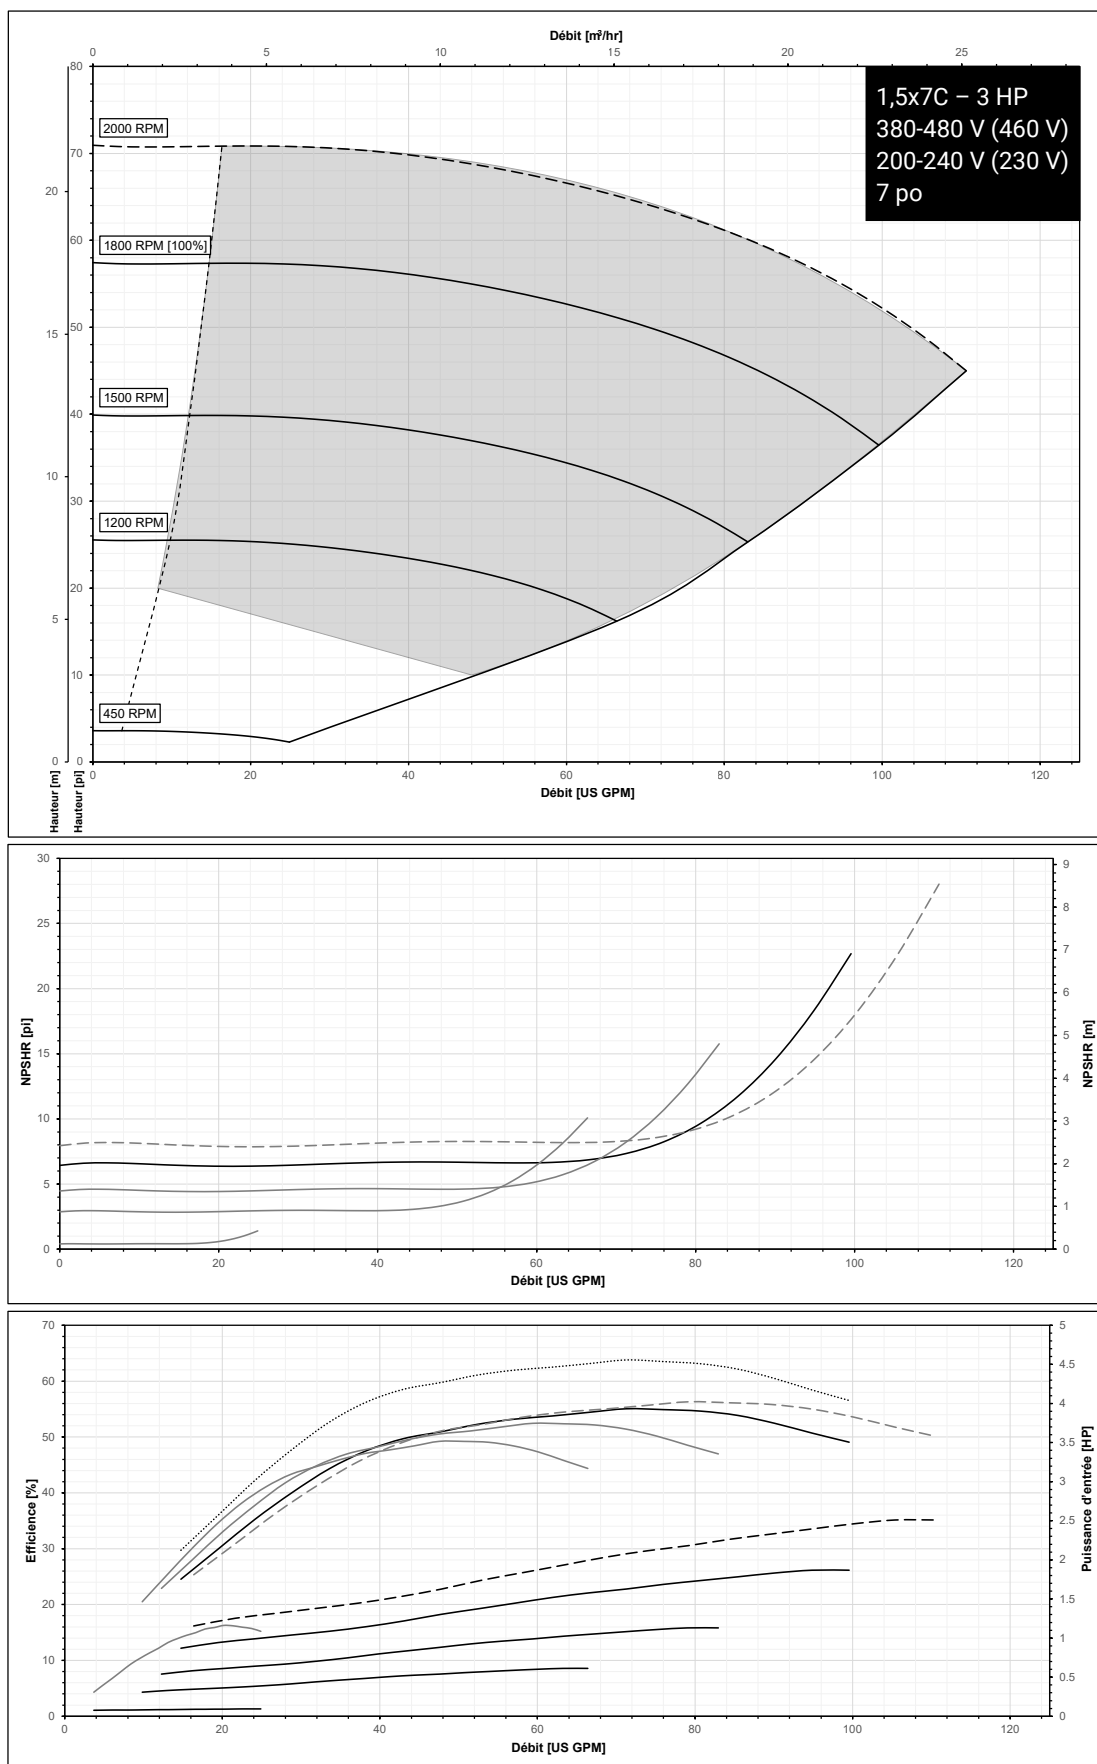 Débit [m³/hr]
0 5 10 15 20 25
1,5x7C – 3 HP
380-480 V (460 V)
200-240 V (230 V)
7 po
80
70
60
50
40
30
20
10
0
20
15
10
5
0
2000 RPM
1800 RPM [100%]
1500 RPM
1200 RPM
450 RPM
Hauteur [m]
Hauteur [pi]
0 20 40 60 80 100 120
Débit [US GPM]
30
25
20
15
10
5
0
NPSHR [pi]
9
8
7
6
5
4
3
2
1
0
NPSHR [m]
0 20 40 60 80 100 120
Débit [US GPM]
70
60
50
40
30
20
10
0
Efficience [%]
5
4.5
4
3.5
3
2.5
2
1.5
1
0.5
0
Puissance d'entrée [HP]
0 20 40 60 80 100 120
Débit [US GPM]